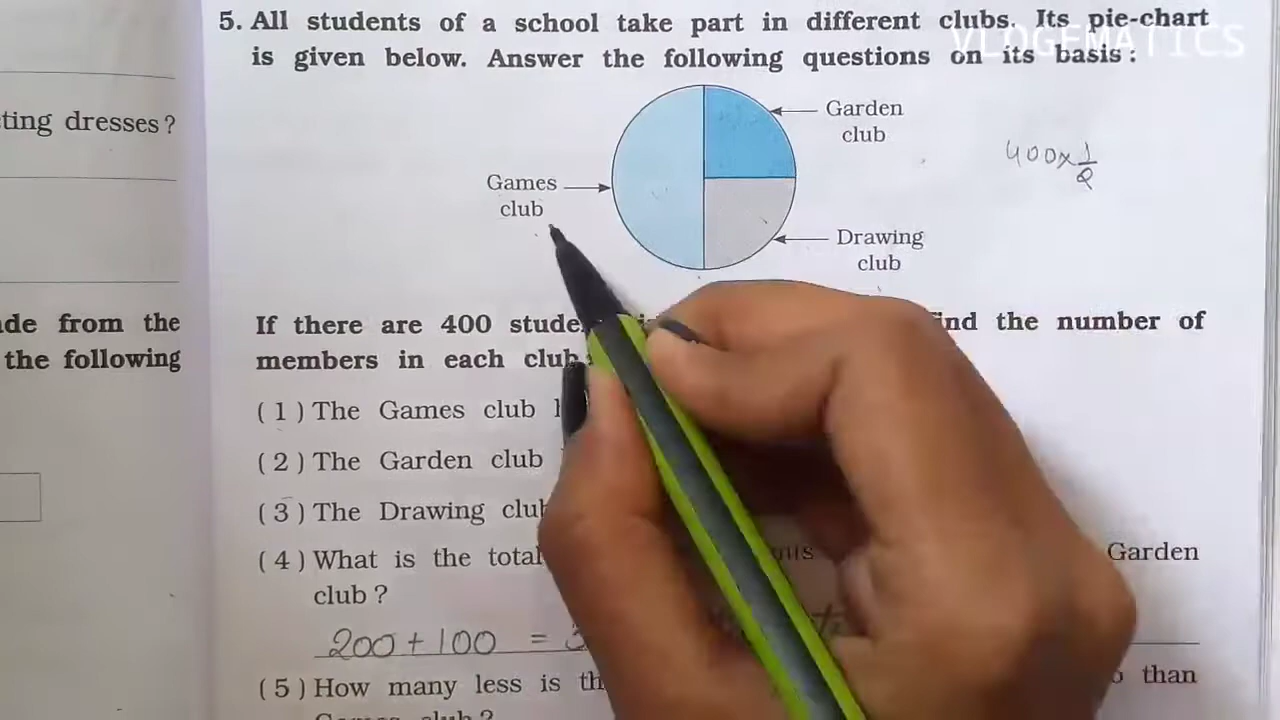 5. All students of a school take part in different clubs. Its pie-chart
is given below. Answer the following questions on its basis :
VLOGEMATICS
ting dresses ?
Garden
club
400 x 1/2
Games
club
Drawing
club
de from the
the following
If there are 400 find the number of
members in each club
( 1 ) The Games club
( 2 ) The Garden club
( 3 ) The Drawing club
( 4 ) What is the total Garden
club ?
200 + 100 =
( 5 ) How many less is than
Games club ?